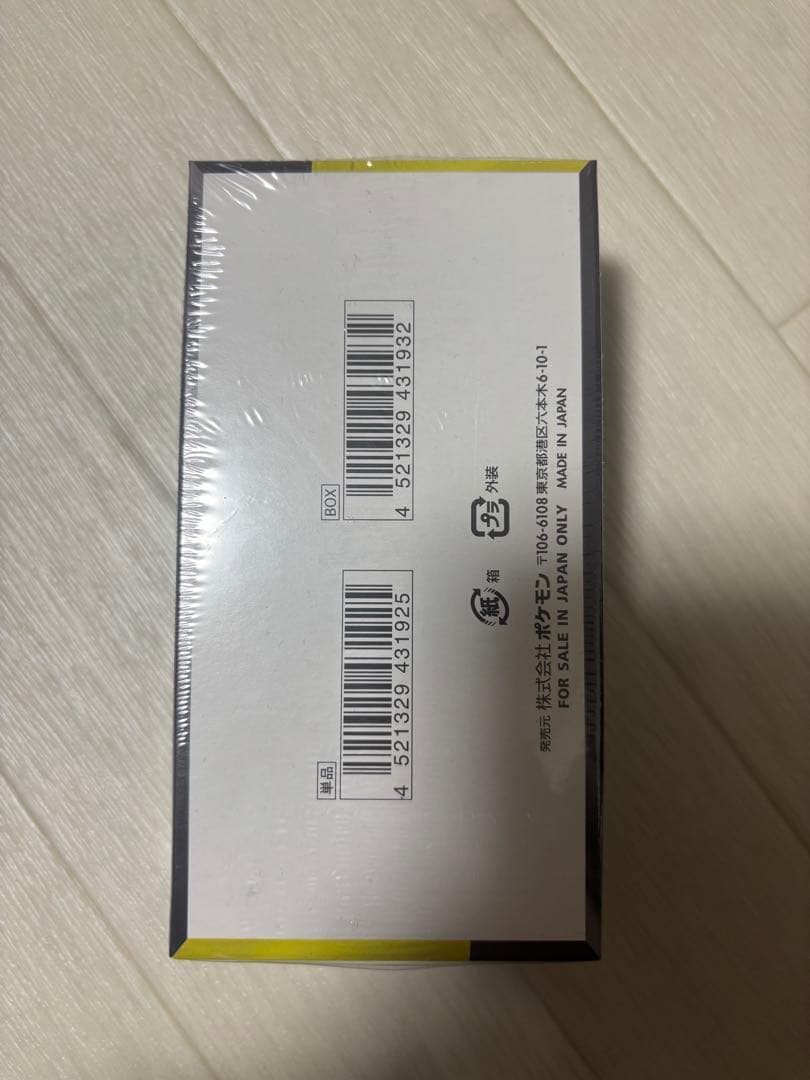 単品
4 521329 431925
BOX
4 521329 431932
紙 箱
プラ 外装
発売元 株式会社ポケモン 〒106-6108 東京都港区六本木6-10-1
FOR SALE IN JAPAN ONLY MADE IN JAPAN